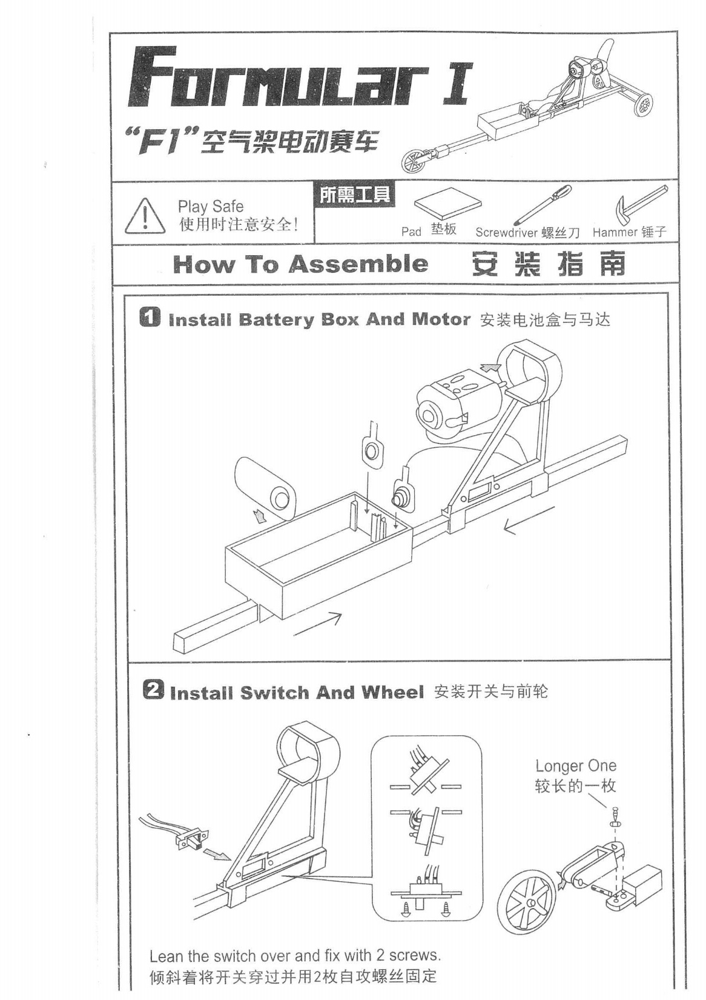 Formular I
“F1”空气桨电动赛车
Play Safe
使用时注意安全!
所需工具
Pad 垫板
Screwdriver 螺丝刀
Hammer 锤子
How To Assemble 安装指南
1 Install Battery Box And Motor 安装电池盒与马达
2 Install Switch And Wheel 安装开关与前轮
Longer One
较长的一枚
Lean the switch over and fix with 2 screws.
倾斜着将开关穿过并用2枚自攻螺丝固定